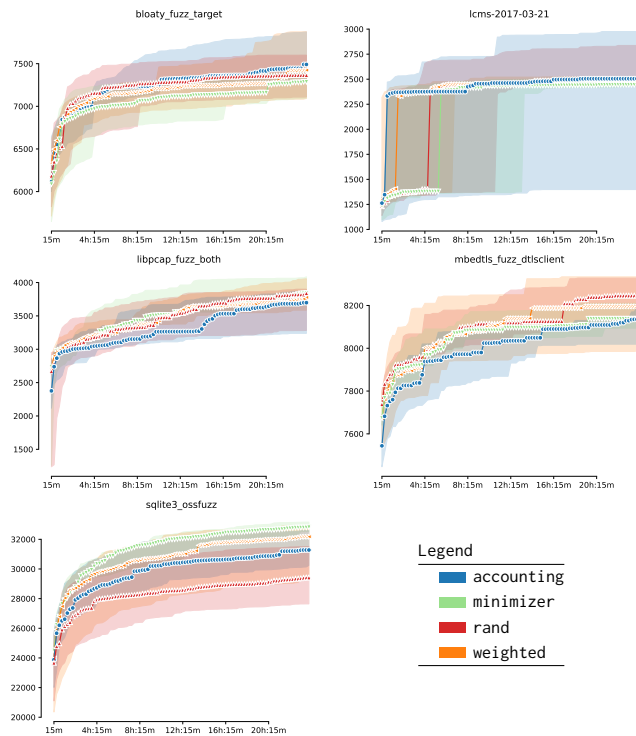 bloaty_fuzz_target
7500
7000
6500
6000
15m 4h:15m 8h:15m 12h:15m 16h:15m 20h:15m
lcms-2017-03-21
3000
2750
2500
2250
2000
1750
1500
1250
1000
15m 4h:15m 8h:15m 12h:15m 16h:15m 20h:15m
libpcap_fuzz_both
4000
3500
3000
2500
2000
1500
15m 4h:15m 8h:15m 12h:15m 16h:15m 20h:15m
mbedtls_fuzz_dtlsclient
8200
8000
7800
7600
15m 4h:15m 8h:15m 12h:15m 16h:15m 20h:15m
sqlite3_ossfuzz
32000
30000
28000
26000
24000
22000
20000
15m 4h:15m 8h:15m 12h:15m 16h:15m 20h:15m
Legend
accounting
minimizer
rand
weighted